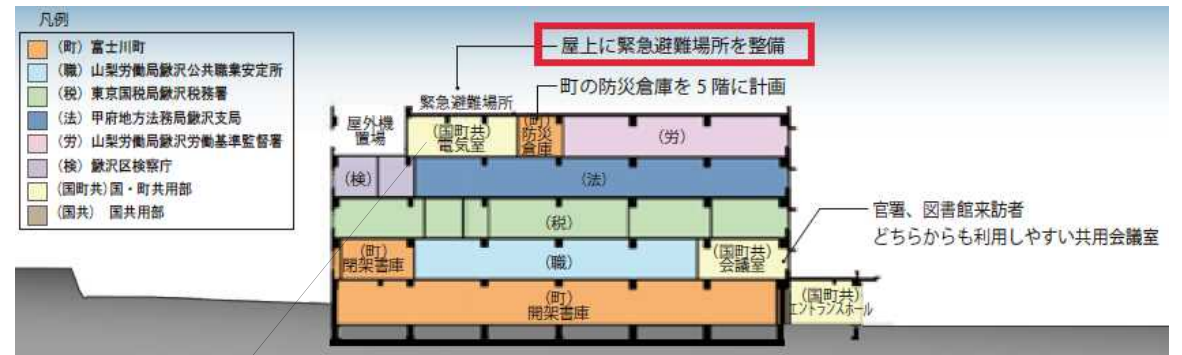 凡例
(町) 富士川町
(職) 山梨労働局鰍沢公共職業安定所
(税) 東京国税局鰍沢税務署
(法) 甲府地方法務局鰍沢支局
(労) 山梨労働局鰍沢労働基準監督署
(検) 鰍沢区検察庁
(国町共)国・町共用部
(国共) 国共用部
屋上に緊急避難場所を整備
町の防災倉庫を5階に計画
緊急避難場所
屋外機
置場
(国町共)
電気室
(町)
防災
倉庫
(労)
(検)
(法)
(税)
官署、図書館来訪者
どちらからも利用しやすい共用会議室
(町)
閉架書庫
(職)
(国町共)
会議室
(町)
開架書庫
(国町共)
エントランスホール